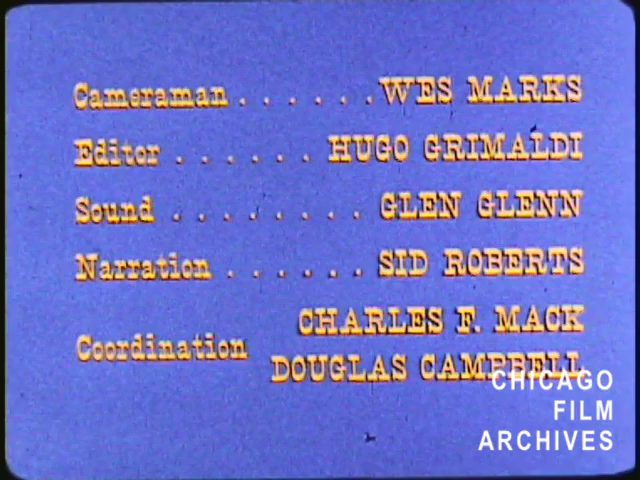 Cameraman . . . . . . WES MARKS
Editor . . . . . . HUGO GRIMALDI
Sound . . . . . . . . GLEN GLENN
Narration . . . . . . SID ROBERTS
Coordination CHARLES F. MACK
DOUGLAS CAMPBELL
CHICAGO
FILM
ARCHIVES